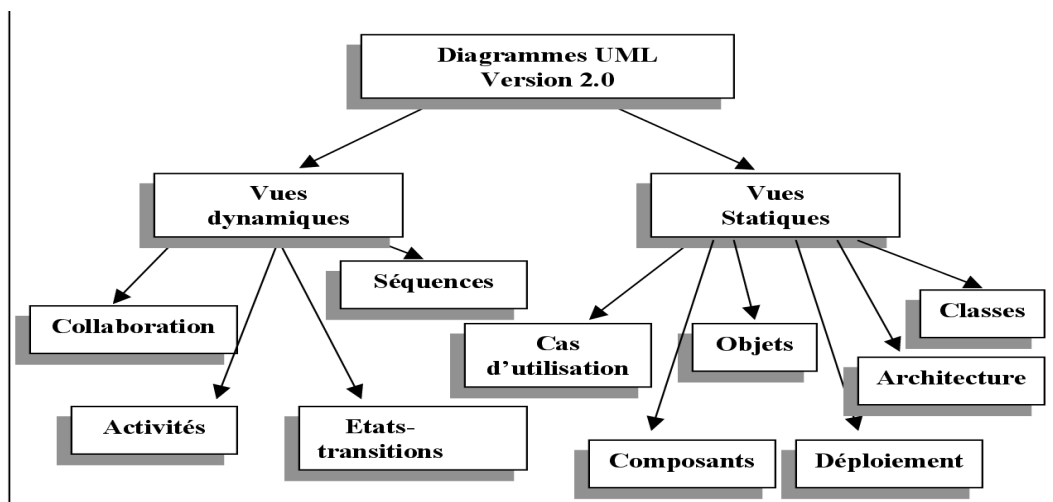 Diagrammes UML
Version 2.0
Vues
dynamiques
Vues
Statiques
Séquences
Collaboration
Classes
Cas
d’utilisation
Objets
Architecture
Activités
Etats-
transitions
Composants
Déploiement